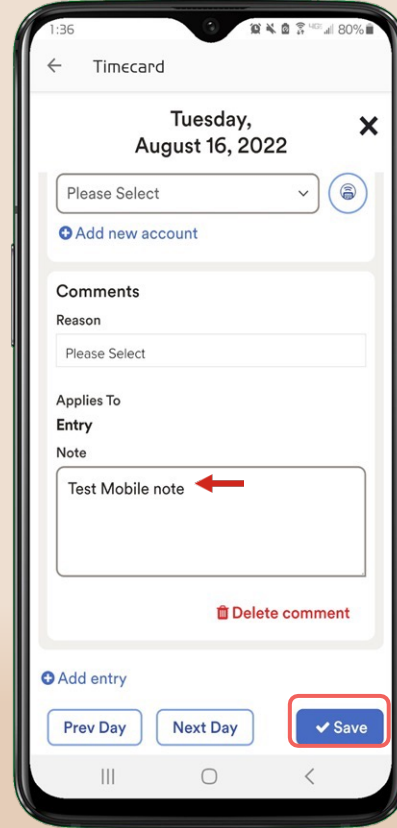 1:36
80%
Timecard
Tuesday,
August 16, 2022
Please Select
Add new account
Comments
Reason
Please Select
Applies To
Entry
Note
Test Mobile note
Delete comment
Add entry
Prev Day
Next Day
Save